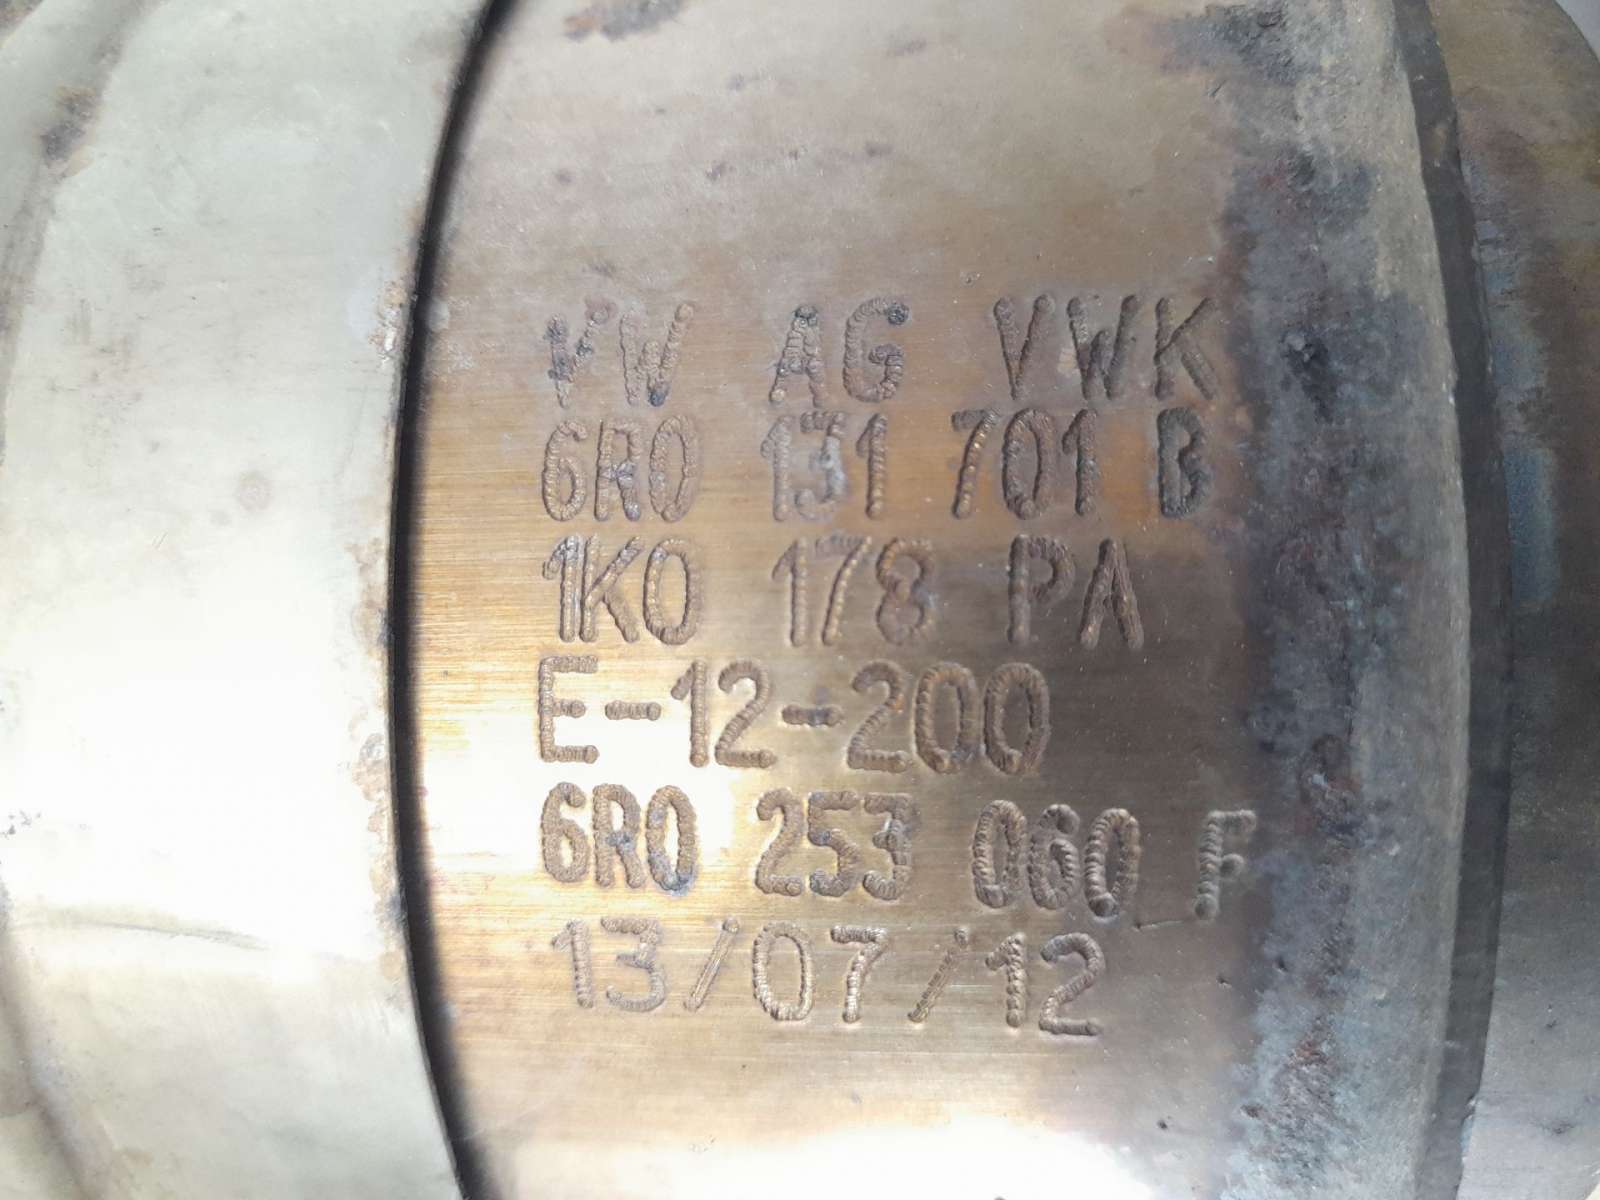 VW AG VWK
6R0 131 701 B
1K0 178 PA
E-12-200
6R0 253 060 F
13/07/12